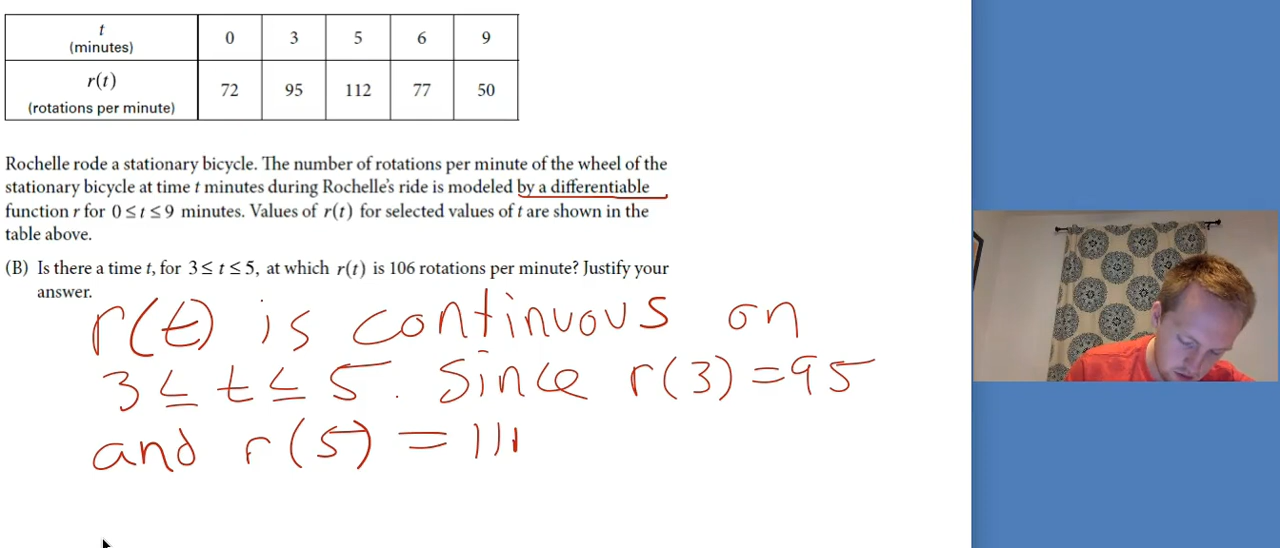 t
(minutes)
0 3 5 6 9
r(t)
(rotations per minute)
72 95 112 77 50
Rochelle rode a stationary bicycle. The number of rotations per minute of the wheel of the
stationary bicycle at time t minutes during Rochelle's ride is modeled by a differentiable
function r for 0 ≤ t ≤ 9 minutes. Values of r(t) for selected values of t are shown in the
table above.
(B) Is there a time t, for 3 ≤ t ≤ 5, at which r(t) is 106 rotations per minute? Justify your
answer.
r(t) is continuous on
3 ≤ t ≤ 5. Since r(3) = 95
and r(5) = 111